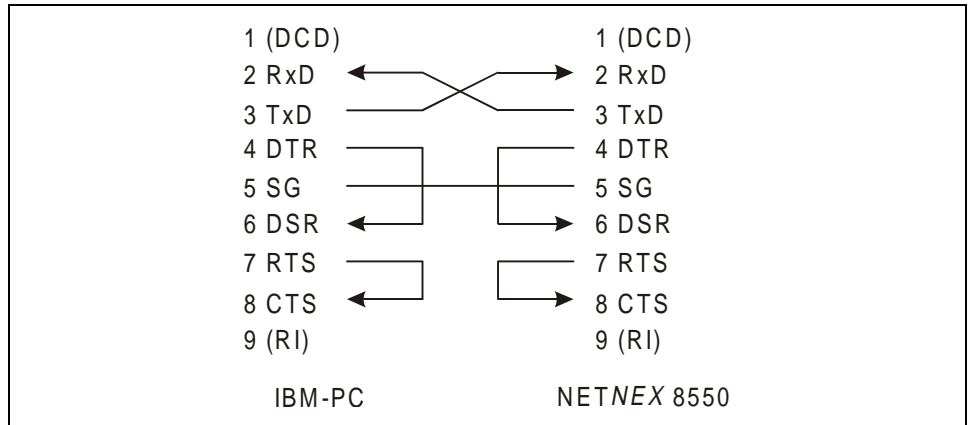 1 (DCD) 1 (DCD)
2 RxD 2 RxD
3 TxD 3 TxD
4 DTR 4 DTR
5 SG 5 SG
6 DSR 6 DSR
7 RTS 7 RTS
8 CTS 8 CTS
9 (RI) 9 (RI)
IBM-PC NETNEX 8550